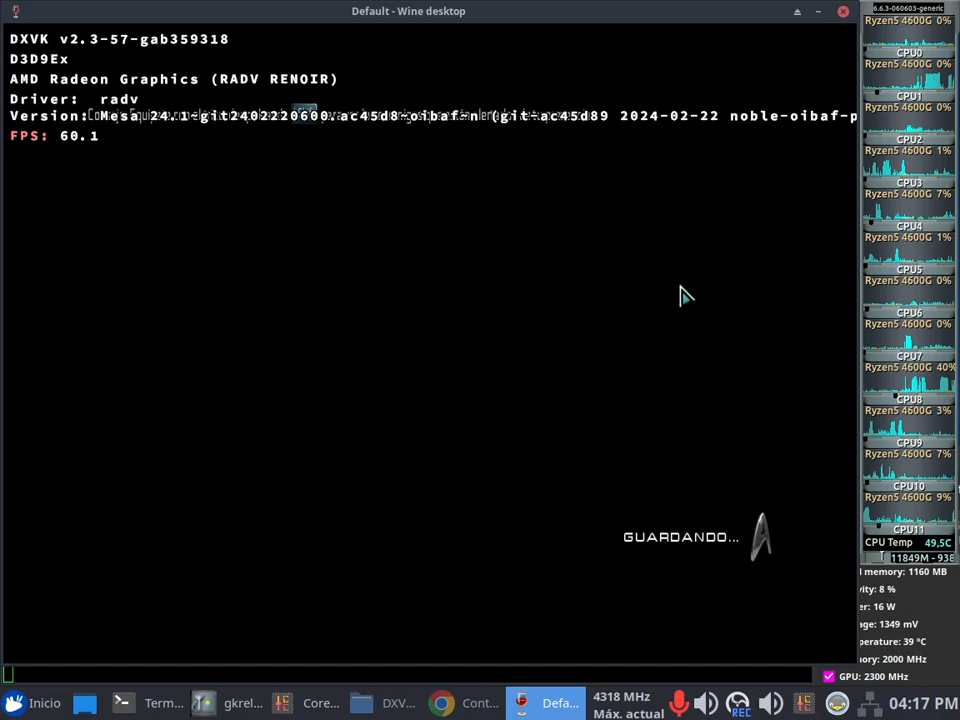 Default - Wine desktop
DXVK v2.3-57-gab359318
D3D9Ex
AMD Radeon Graphics (RADV RENOIR)
Driver: radv
Version: Mesa 24.1-git2402220600.ac45d8~oibaf~n (git-ac45d89 2024-02-22 noble-oibaf-p
FPS: 60.1
GUARDANDO...
6.6.3-060603-generic
Ryzen5 4600G 0%
CPU0
Ryzen5 4600G 0%
CPU1
Ryzen5 4600G 0%
CPU2
Ryzen5 4600G 1%
CPU3
Ryzen5 4600G 7%
CPU4
Ryzen5 4600G 1%
CPU5
Ryzen5 4600G 0%
CPU6
Ryzen5 4600G 0%
CPU7
Ryzen5 4600G 40%
CPU8
Ryzen5 4600G 3%
CPU9
Ryzen5 4600G 7%
CPU10
Ryzen5 4600G 9%
CPU11
CPU Temp 49,5C
11849M - 938
memory: 1160 MB
vity: 8 %
er: 16 W
age: 1349 mV
perature: 39 °C
mory: 2000 MHz
GPU: 2300 MHz
Inicio
Term...
gkrel...
Core...
DXV...
Cont...
Defa...
4318 MHz
Máx. actual
REC
04:17 PM